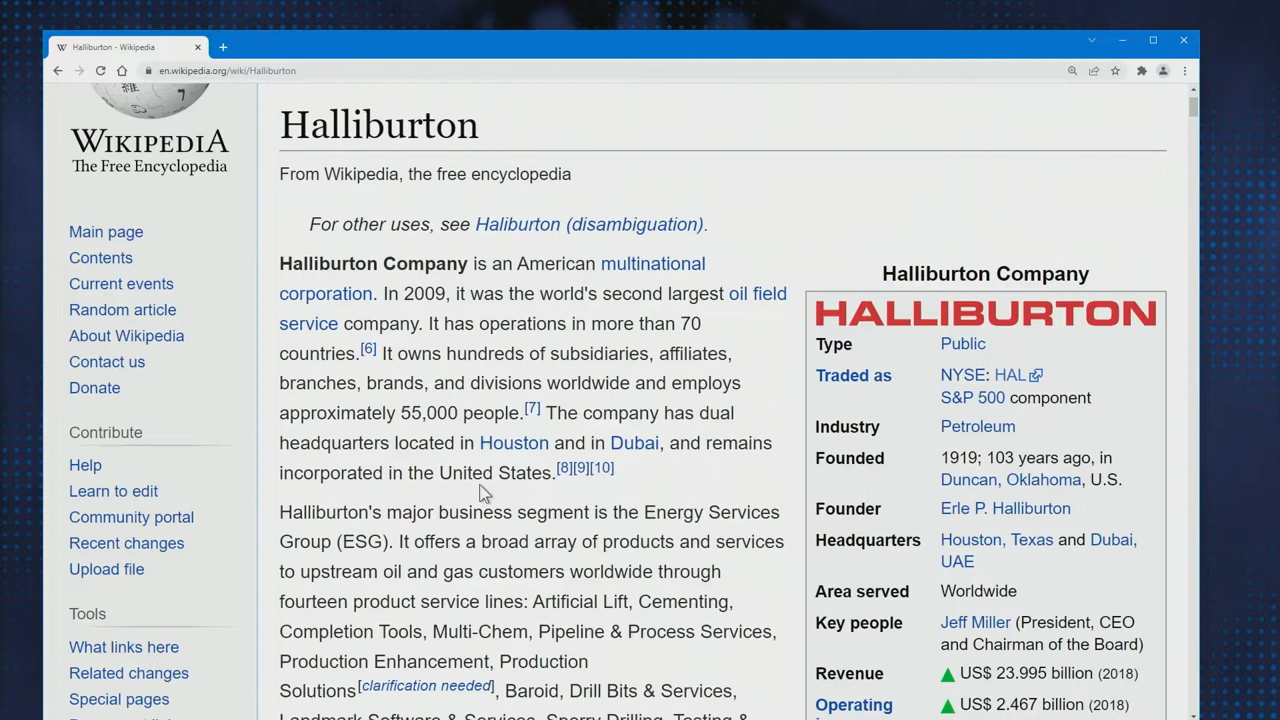 Halliburton - Wikipedia
en.wikipedia.org/wiki/Halliburton
7
WIKIPEDIA
The Free Encyclopedia
Main page
Contents
Current events
Random article
About Wikipedia
Contact us
Donate
Contribute
Help
Learn to edit
Community portal
Recent changes
Upload file
Tools
What links here
Related changes
Special pages
Halliburton
From Wikipedia, the free encyclopedia
For other uses, see Haliburton (disambiguation).
Halliburton Company is an American multinational
corporation. In 2009, it was the world's second largest oil field
service company. It has operations in more than 70
countries.[6] It owns hundreds of subsidiaries, affiliates,
branches, brands, and divisions worldwide and employs
approximately 55,000 people.[7] The company has dual
headquarters located in Houston and in Dubai, and remains
incorporated in the United States.[8][9][10]
Halliburton's major business segment is the Energy Services
Group (ESG). It offers a broad array of products and services
to upstream oil and gas customers worldwide through
fourteen product service lines: Artificial Lift, Cementing,
Completion Tools, Multi-Chem, Pipeline & Process Services,
Production Enhancement, Production
Solutions[clarification needed], Baroid, Drill Bits & Services,
Landmark Software & Services, Sperry Drilling, Testing &
Halliburton Company
HALLIBURTON
Type Public
Traded as NYSE: HAL
S&P 500 component
Industry Petroleum
Founded 1919; 103 years ago, in
Duncan, Oklahoma, U.S.
Founder Erle P. Halliburton
Headquarters Houston, Texas and Dubai,
UAE
Area served Worldwide
Key people Jeff Miller (President, CEO
and Chairman of the Board)
Revenue ▲ US$ 23.995 billion (2018)
Operating ▲ US$ 2.467 billion (2018)